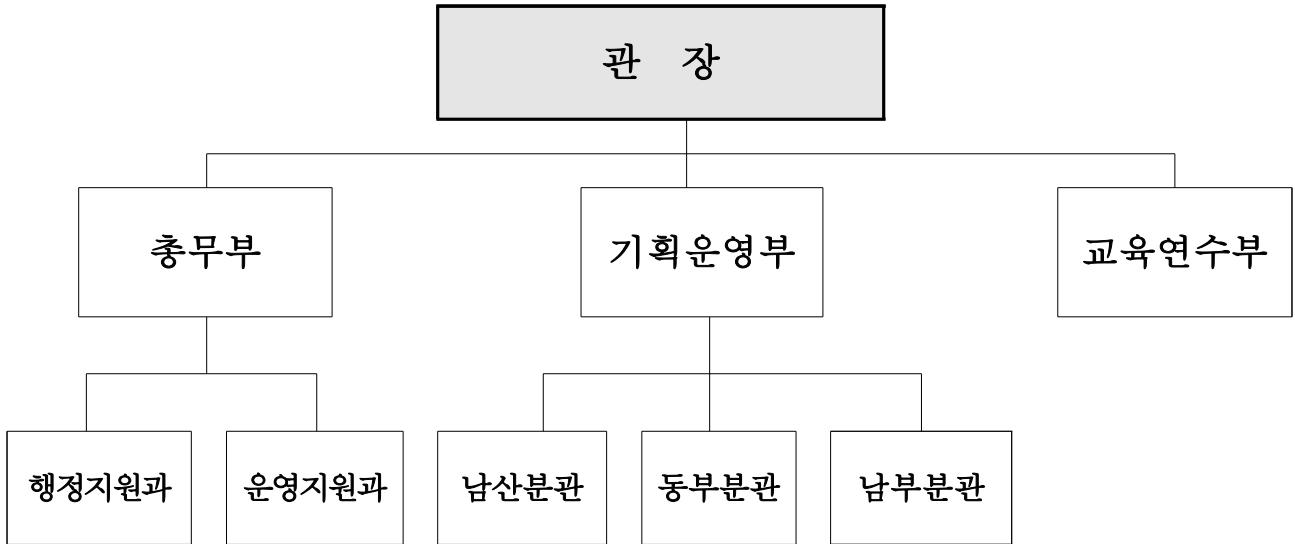 관 장
총무부
기획운영부
교육연수부
행정지원과
운영지원과
남산분관
동부분관
남부분관